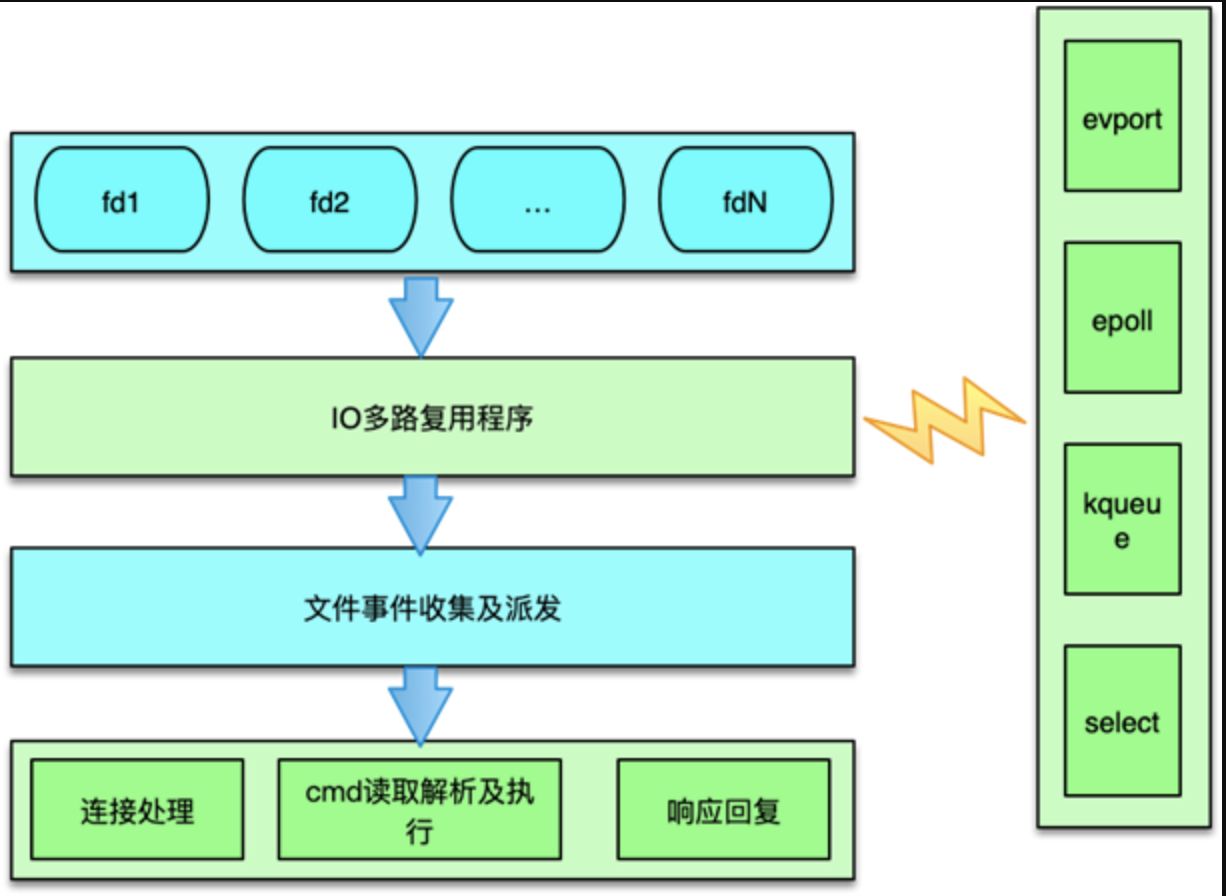 fd1
fd2
...
fdN
IO多路复用程序
文件事件收集及派发
连接处理
cmd读取解析及执
行
响应回复
evport
epoll
kqueu
e
select